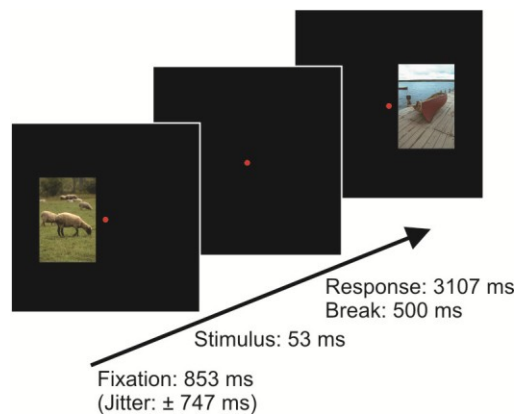 Response: 3107 ms
Break: 500 ms
Stimulus: 53 ms
Fixation: 853 ms
(Jitter: ± 747 ms)